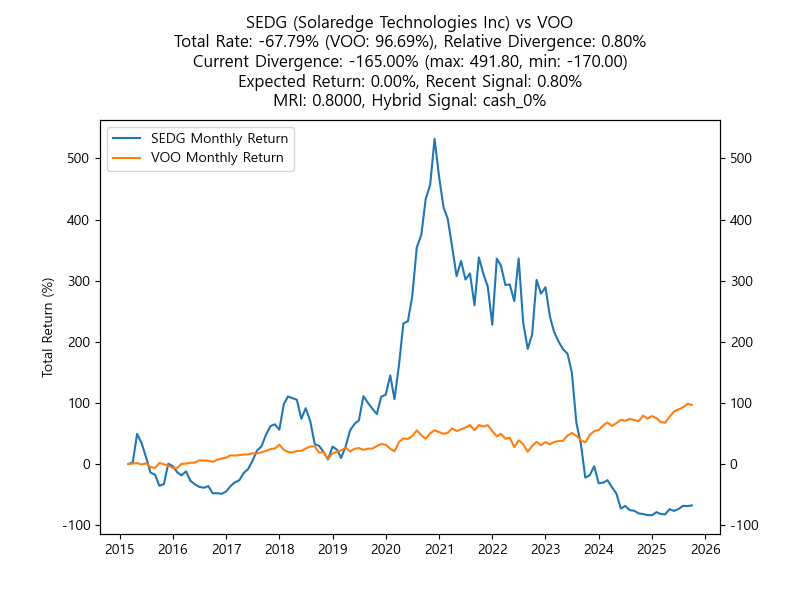 SEDG (Solaredge Technologies Inc) vs VOO
Total Rate: -67.79% (VOO: 96.69%), Relative Divergence: 0.80%
Current Divergence: -165.00% (max: 491.80, min: -170.00)
Expected Return: 0.00%, Recent Signal: 0.80%
MRI: 0.8000, Hybrid Signal: cash_0%
SEDG Monthly Return
VOO Monthly Return
Total Return (%)
500 500
400 400
300 300
200 200
100 100
0 0
-100 -100
2015 2016 2017 2018 2019 2020 2021 2022 2023 2024 2025 2026